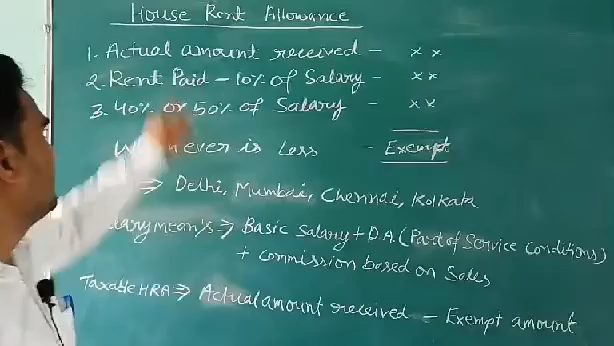 House Rent Allowance
1. Actual amount received - x x
2. Rent Paid - 10% of Salary - x x
3. 40% or 50% of Salary - x x
is Less - Exempt
⇒ Delhi, Mumbai, Chennai, Kolkata
means ⇒ Basic Salary + D.A. (Part of Service Conditions)
+ commission based on Sales
Taxable HRA ⇒ Actual amount received - Exempt amount